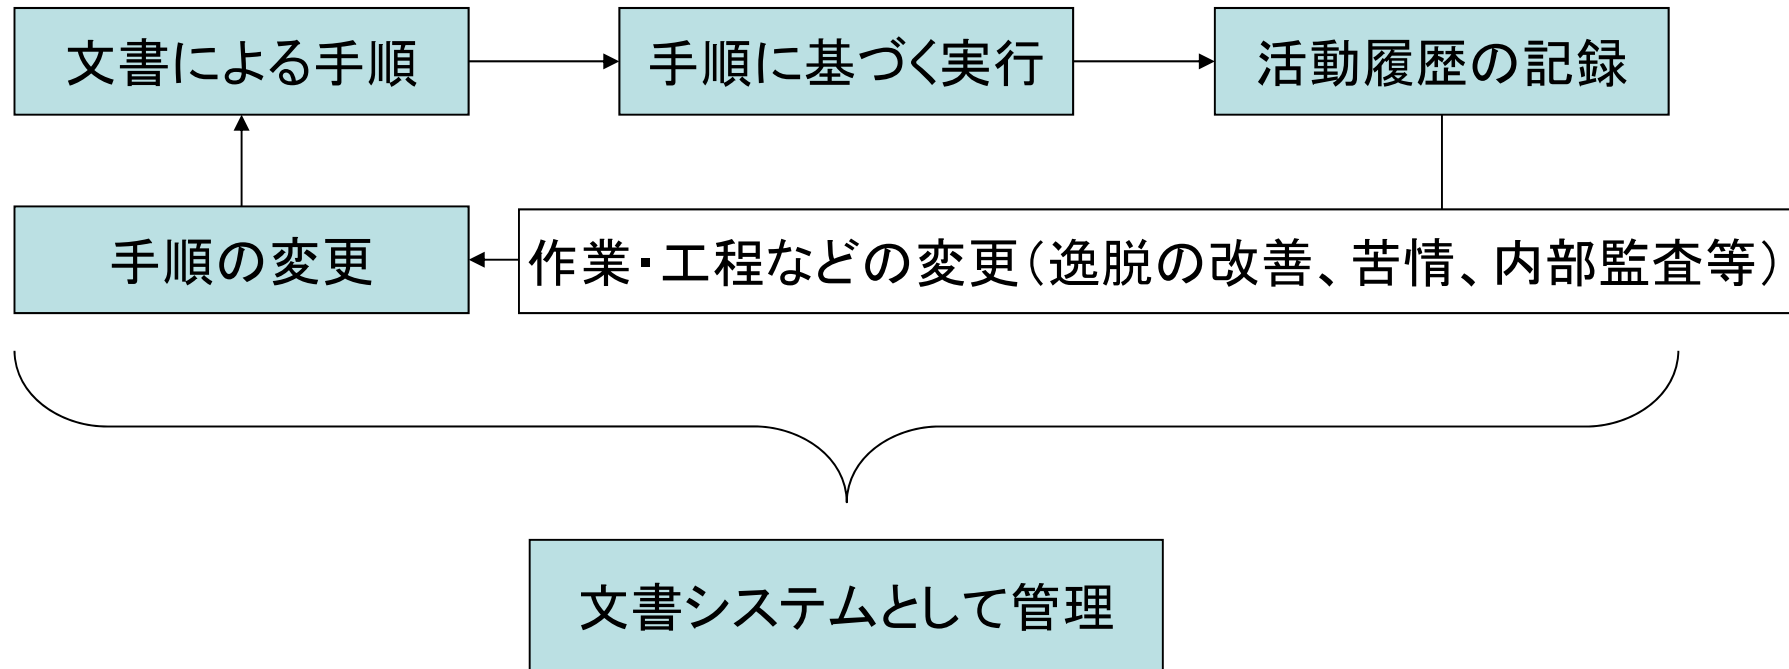 文書による手順
手順に基づく実行
活動履歴の記録
手順の変更
作業・工程などの変更（逸脱の改善、苦情、内部監査等）
文書システムとして管理